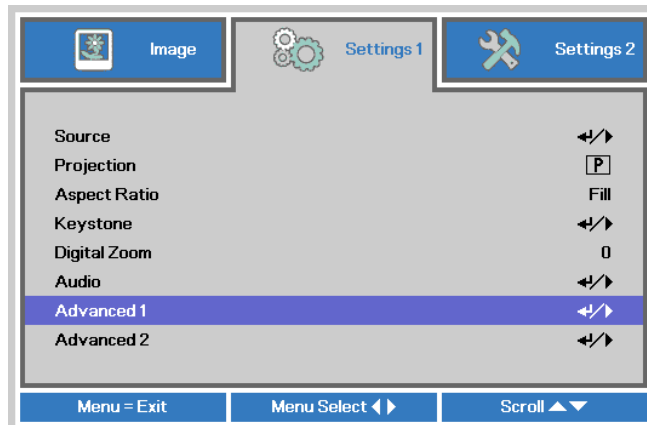 Image Settings 1 Settings 2
Source
Projection P
Aspect Ratio Fill
Keystone
Digital Zoom 0
Audio
Advanced 1
Advanced 2
Menu = Exit Menu Select Scroll